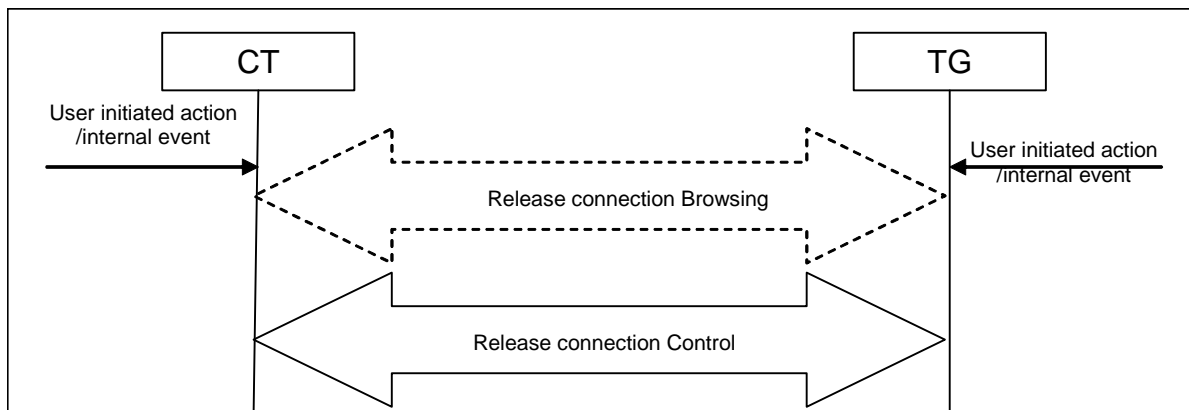 CT
TG
User initiated action
/internal event
User initiated action
/internal event
Release connection Browsing
Release connection Control